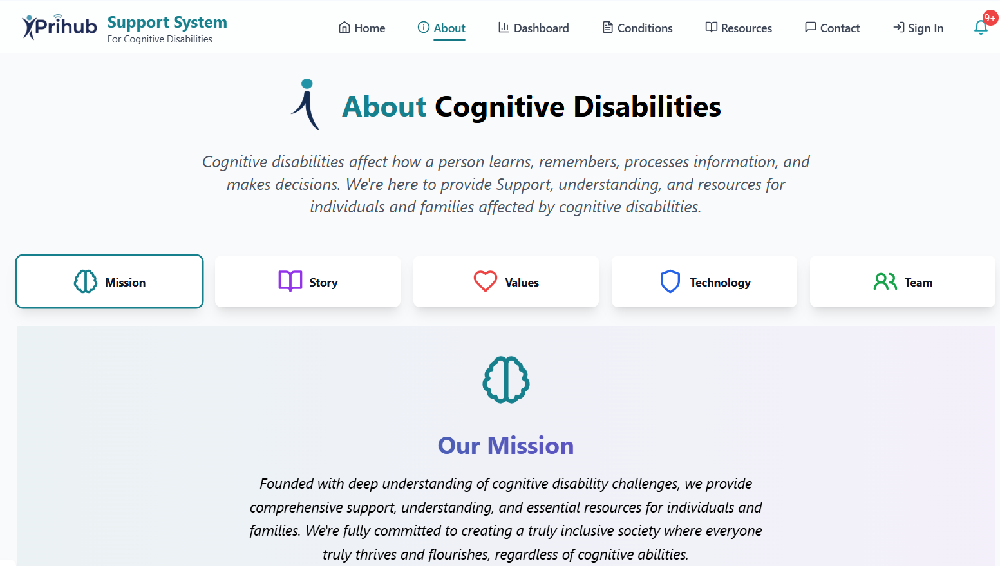 Prihub
Support System
For Cognitive Disabilities
Home
About
Dashboard
Conditions
Resources
Contact
Sign In
9+
About Cognitive Disabilities
Cognitive disabilities affect how a person learns, remembers, processes information, and
makes decisions. We're here to provide Support, understanding, and resources for
individuals and families affected by cognitive disabilities.
Mission
Story
Values
Technology
Team
Our Mission
Founded with deep understanding of cognitive disability challenges, we provide
comprehensive support, understanding, and essential resources for individuals and
families. We're fully committed to creating a truly inclusive society where everyone
truly thrives and flourishes, regardless of cognitive abilities.